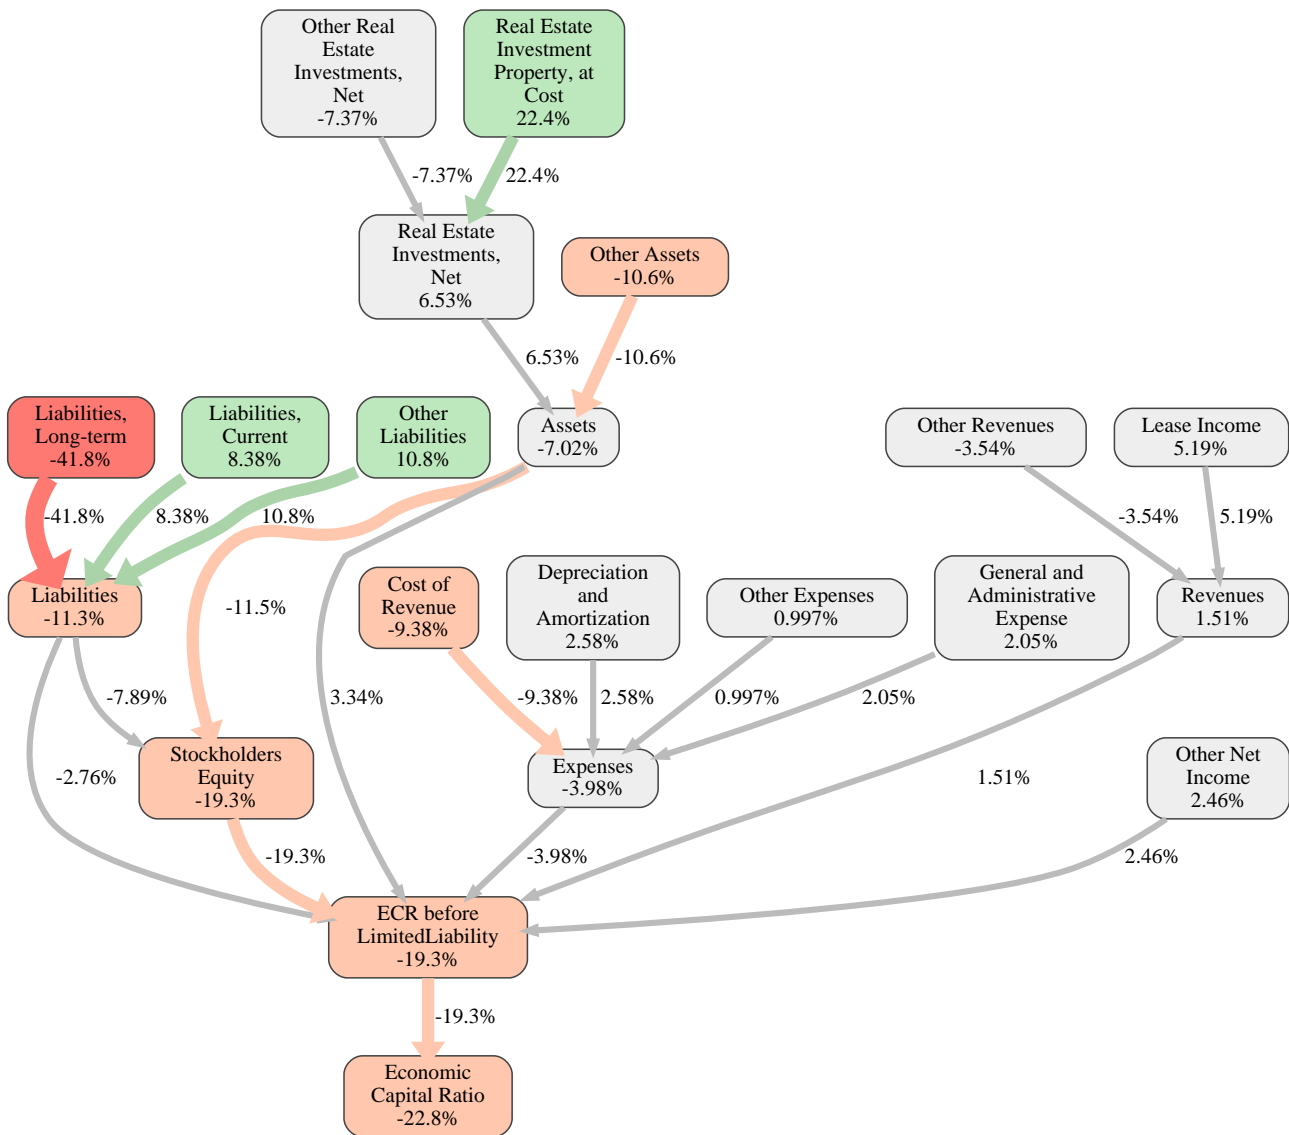 Other Real
Estate
Investments,
Net
-7.37%
Real Estate
Investment
Property, at
Cost
22.4%
-7.37%
22.4%
Real Estate
Investments,
Net
6.53%
Other Assets
-10.6%
6.53%
-10.6%
Liabilities,
Long-term
-41.8%
Liabilities,
Current
8.38%
Other
Liabilities
10.8%
Assets
-7.02%
Other Revenues
-3.54%
Lease Income
5.19%
-41.8%
8.38%
10.8%
-3.54%
5.19%
Liabilities
-11.3%
-11.5%
Cost of
Revenue
-9.38%
Depreciation
and
Amortization
2.58%
Other Expenses
0.997%
General and
Administrative
Expense
2.05%
Revenues
1.51%
-7.89%
3.34%
-9.38%
2.58%
0.997%
2.05%
-2.76%
Stockholders
Equity
-19.3%
Expenses
-3.98%
1.51%
Other Net
Income
2.46%
-19.3%
-3.98%
2.46%
ECR before
LimitedLiability
-19.3%
-19.3%
Economic
Capital Ratio
-22.8%